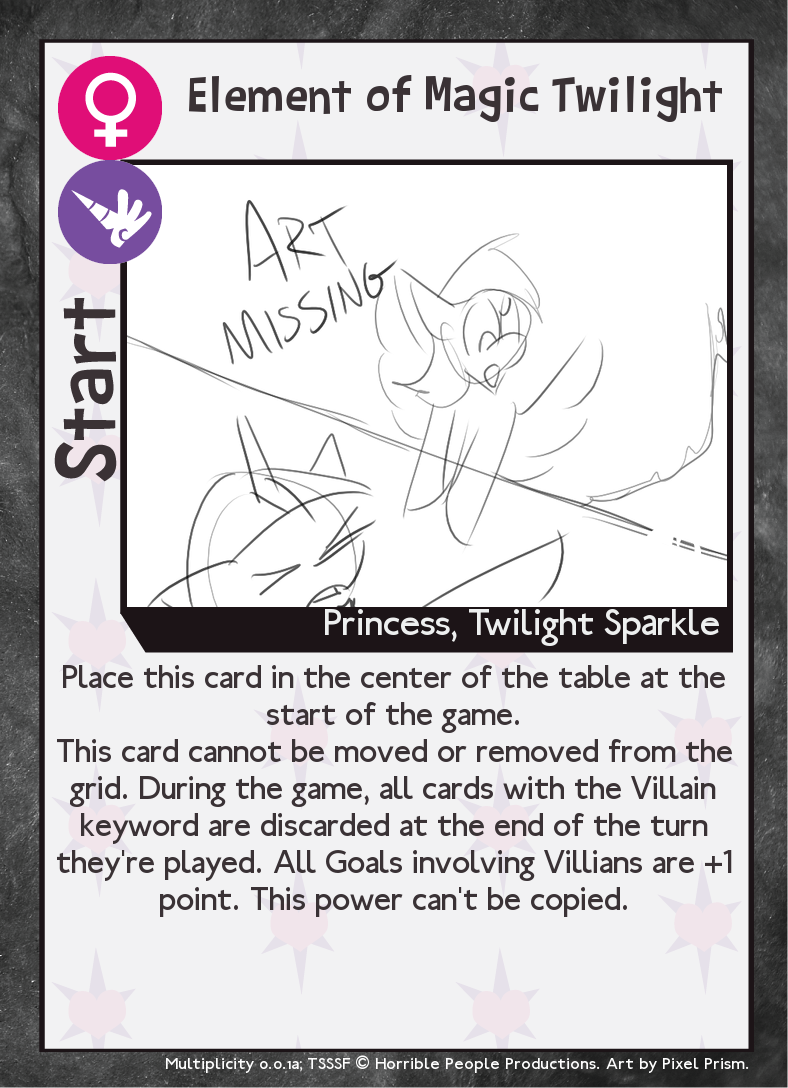 Element of Magic Twilight
ART
MISSING
Start
Princess, Twilight Sparkle
Place this card in the center of the table at the
start of the game.
This card cannot be moved or removed from the
grid. During the game, all cards with the Villain
keyword are discarded at the end of the turn
they're played. All Goals involving Villians are +1
point. This power can't be copied.
Multiplicity 0.0.1a; TSSSF © Horrible People Productions. Art by Pixel Prism.